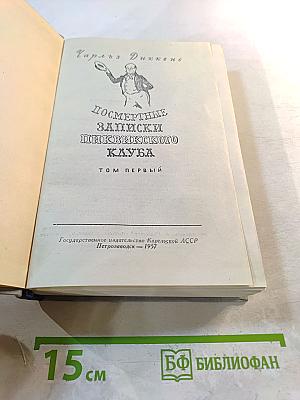 Чарльз Диккенс
ПОСМЕРТНЫЕ
ЗАПИСКИ
ПИКВИКСКОГО
КЛУБА
ТОМ ПЕРВЫЙ
Государственное издательство Карельской АССР
Петрозаводск — 1957
15 СМ
БФ БИБЛИОФАН